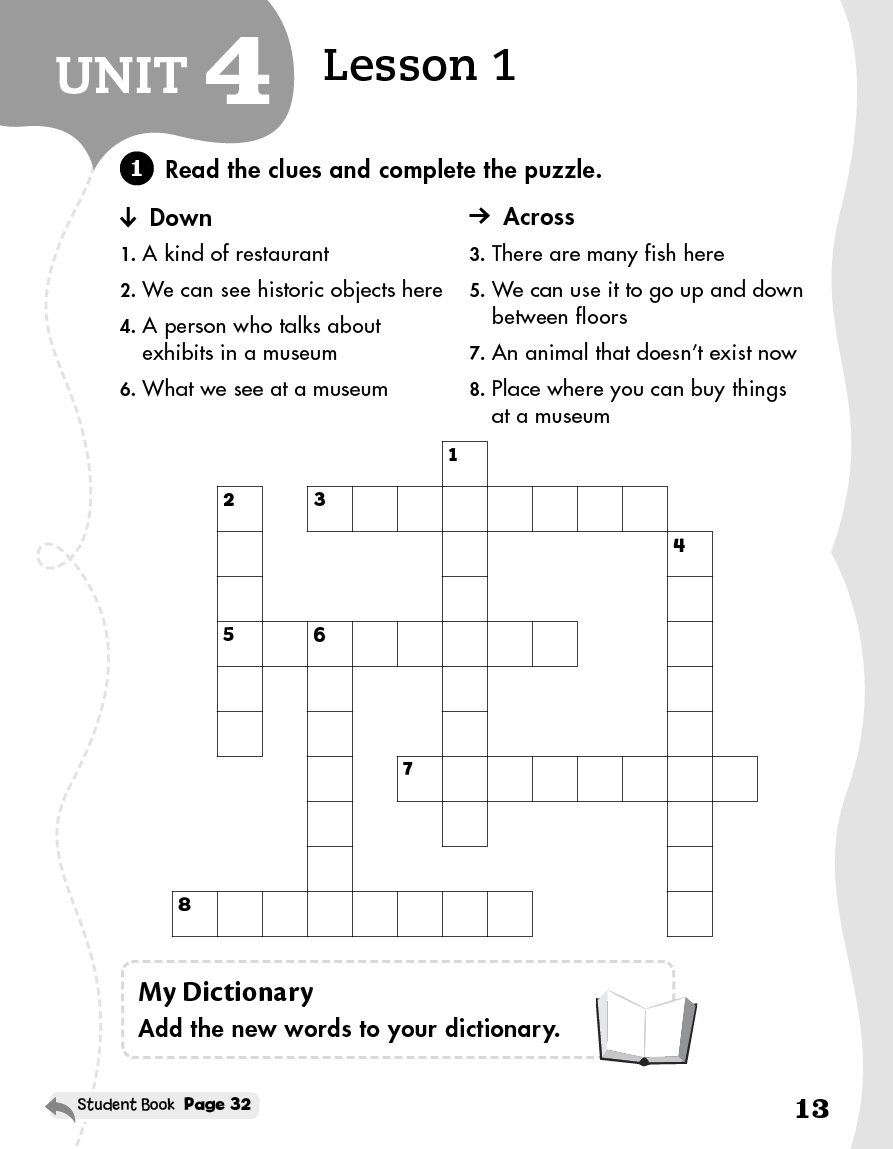 UNIT 4
Lesson 1
1 Read the clues and complete the puzzle.
↓ Down
1. A kind of restaurant
2. We can see historic objects here
4. A person who talks about
exhibits in a museum
6. What we see at a museum
→ Across
3. There are many fish here
5. We can use it to go up and down
between floors
7. An animal that doesn’t exist now
8. Place where you can buy things
at a museum
1
2 3
4
5 6
7
8
My Dictionary
Add the new words to your dictionary.
Student Book Page 32
13